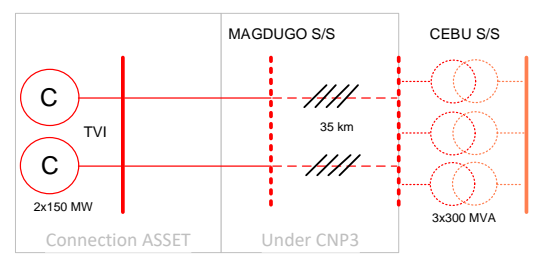 MAGDUGO S/S
CEBU S/S
C
TVI
35 km
C
2x150 MW
3x300 MVA
Connection ASSET
Under CNP3